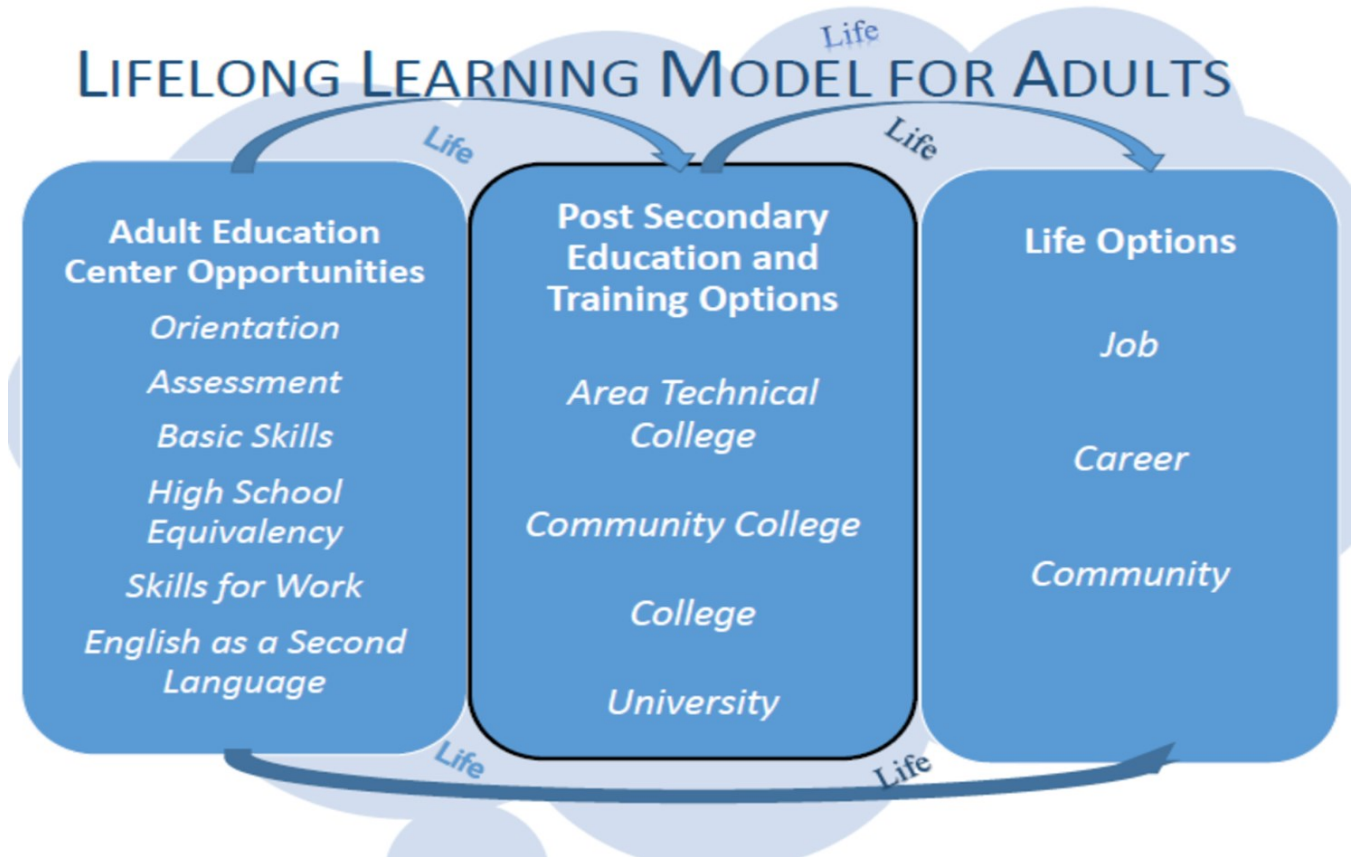 Life
LIFELONG LEARNING MODEL FOR ADULTS
Life
Life
Adult Education
Center Opportunities
Orientation
Assessment
Basic Skills
High School
Equivalency
Skills for Work
English as a Second
Language
Post Secondary
Education and
Training Options
Area Technical
College
Community College
College
University
Life Options
Job
Career
Community
Life
Life